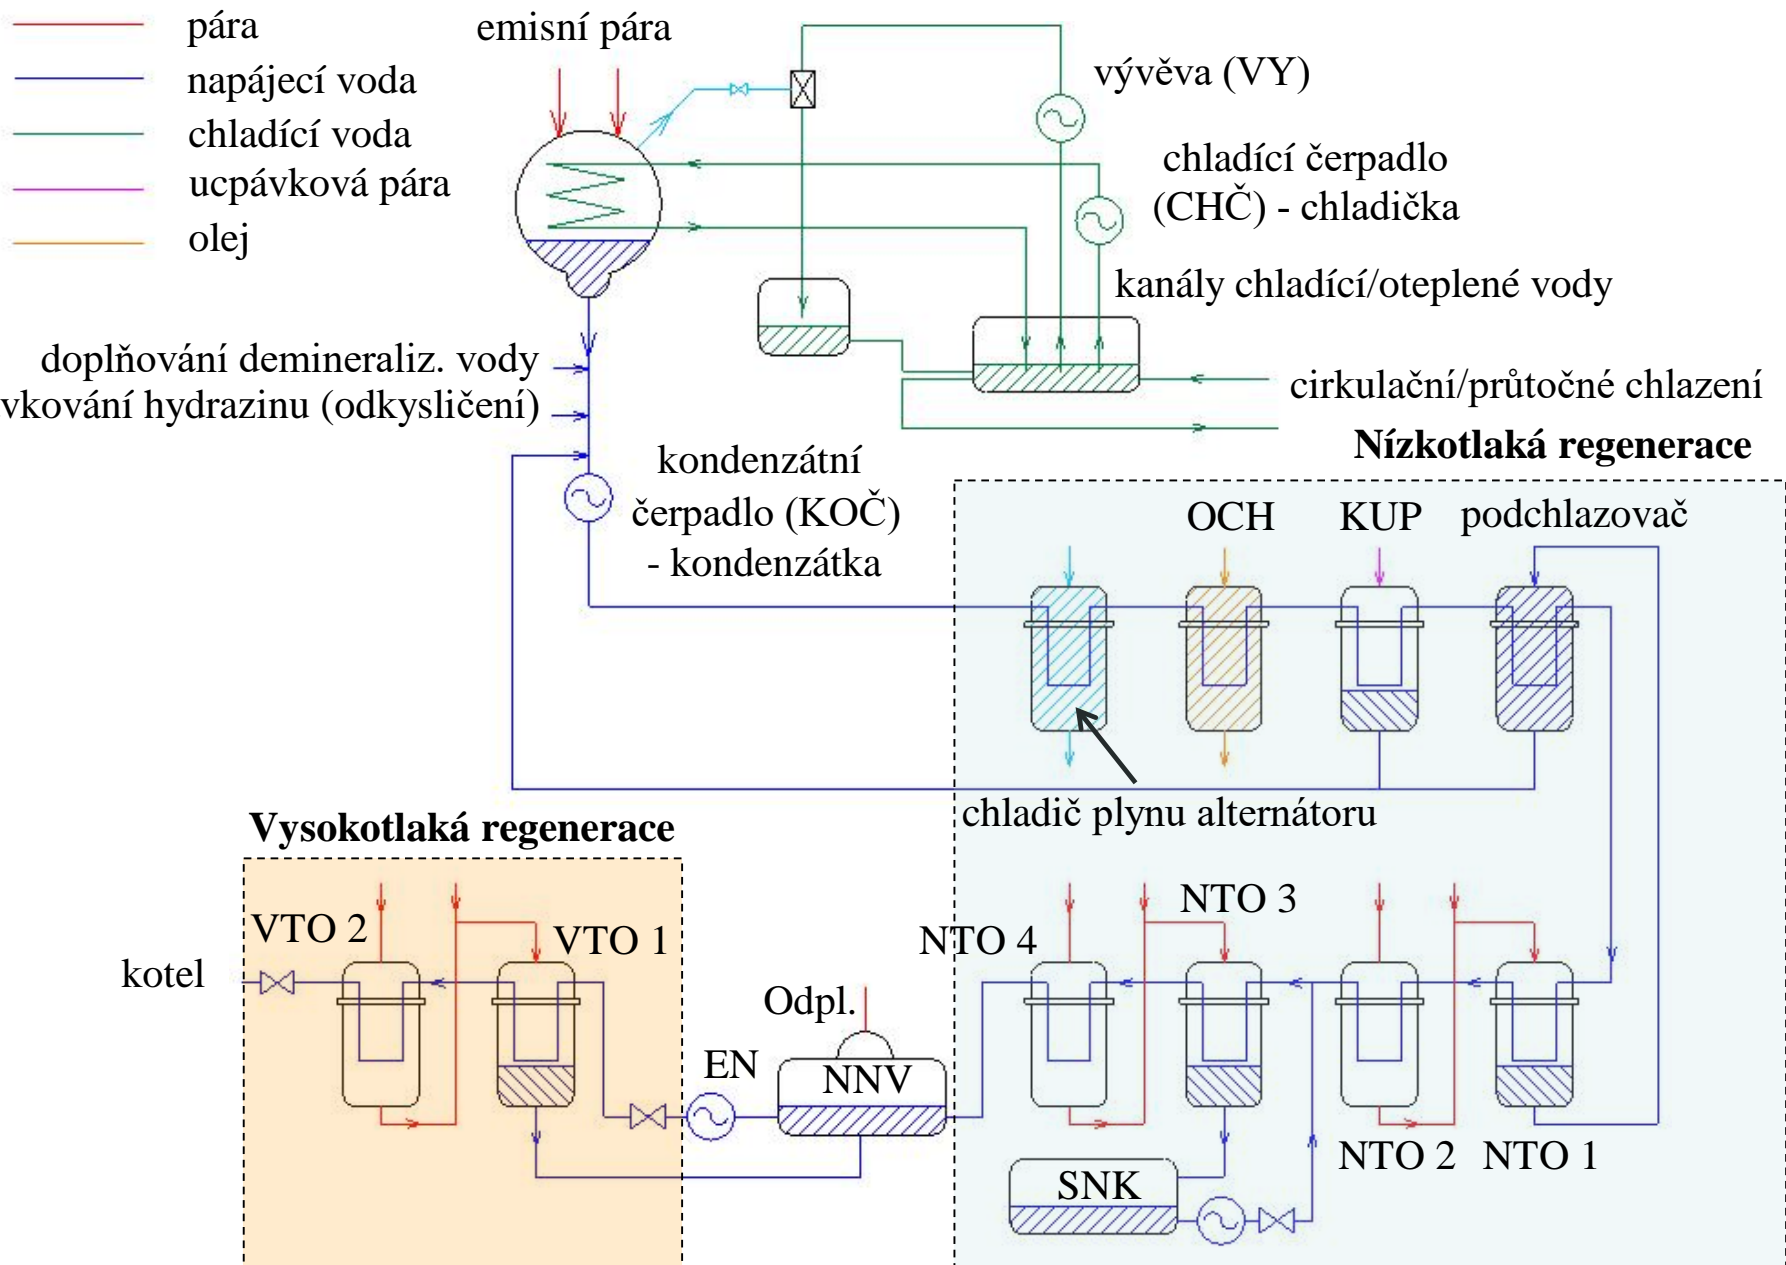 pára
napájecí voda
chladící voda
ucpávková pára
olej
emisní pára
vývěva (VY)
chladící čerpadlo
(CHČ) - chladička
kanály chladící/oteplené vody
doplňování demineraliz. vody
vkování hydrazinu (odkysličení)
cirkulační/průtočné chlazení
kondenzátní
čerpadlo (KOČ)
- kondenzátka
Nízkotlaká regenerace
OCH
KUP
podchlazovač
chladič plynu alternátoru
Vysokotlaká regenerace
VTO 2
VTO 1
kotel
EN
Odpl.
NNV
NTO 4
NTO 3
NTO 2
NTO 1
SNK